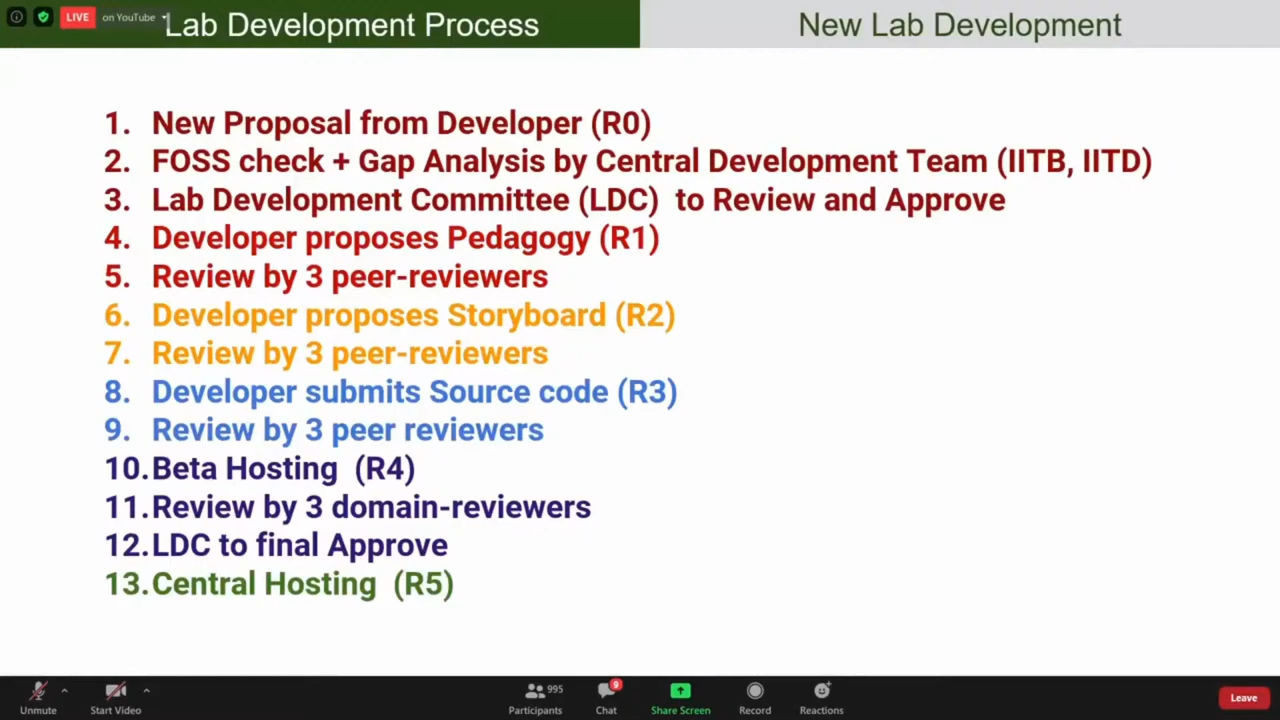 LIVE on YouTube
Lab Development Process
New Lab Development
1. New Proposal from Developer (R0)
2. FOSS check + Gap Analysis by Central Development Team (IITB, IITD)
3. Lab Development Committee (LDC) to Review and Approve
4. Developer proposes Pedagogy (R1)
5. Review by 3 peer-reviewers
6. Developer proposes Storyboard (R2)
7. Review by 3 peer-reviewers
8. Developer submits Source code (R3)
9. Review by 3 peer reviewers
10. Beta Hosting (R4)
11. Review by 3 domain-reviewers
12. LDC to final Approve
13. Central Hosting (R5)
995
9
Unmute
Start Video
Participants
Chat
Share Screen
Record
Reactions
Leave